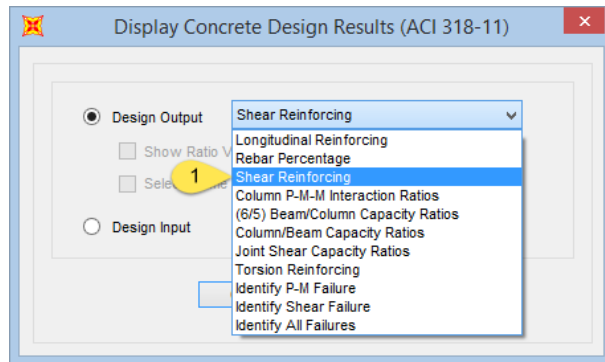 Display Concrete Design Results (ACI 318-11)
Design Output
Shear Reinforcing
Longitudinal Reinforcing
Rebar Percentage
Show Ratio
Shear Reinforcing
1
Column P-M-M Interaction Ratios
(6/5) Beam/Column Capacity Ratios
Design Input
Column/Beam Capacity Ratios
Joint Shear Capacity Ratios
Torsion Reinforcing
Identify P-M Failure
Identify Shear Failure
Identify All Failures